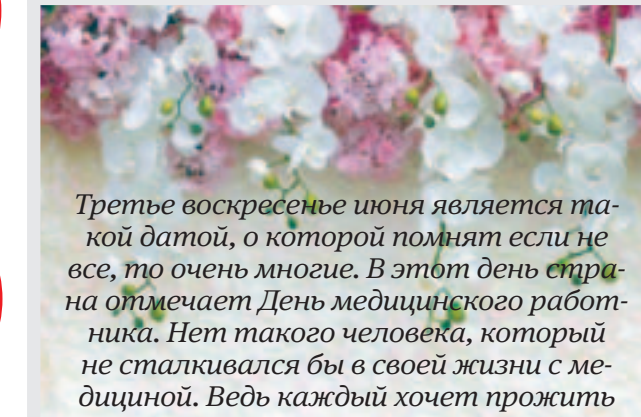 Третье воскресенье июня является та-
кой датой, о которой помнят если не
все, то очень многие. В этот день стра-
на отмечает День медицинского работ-
ника. Нет такого человека, который
не сталкивался бы в своей жизни с ме-
дициной. Ведь каждый хочет прожить